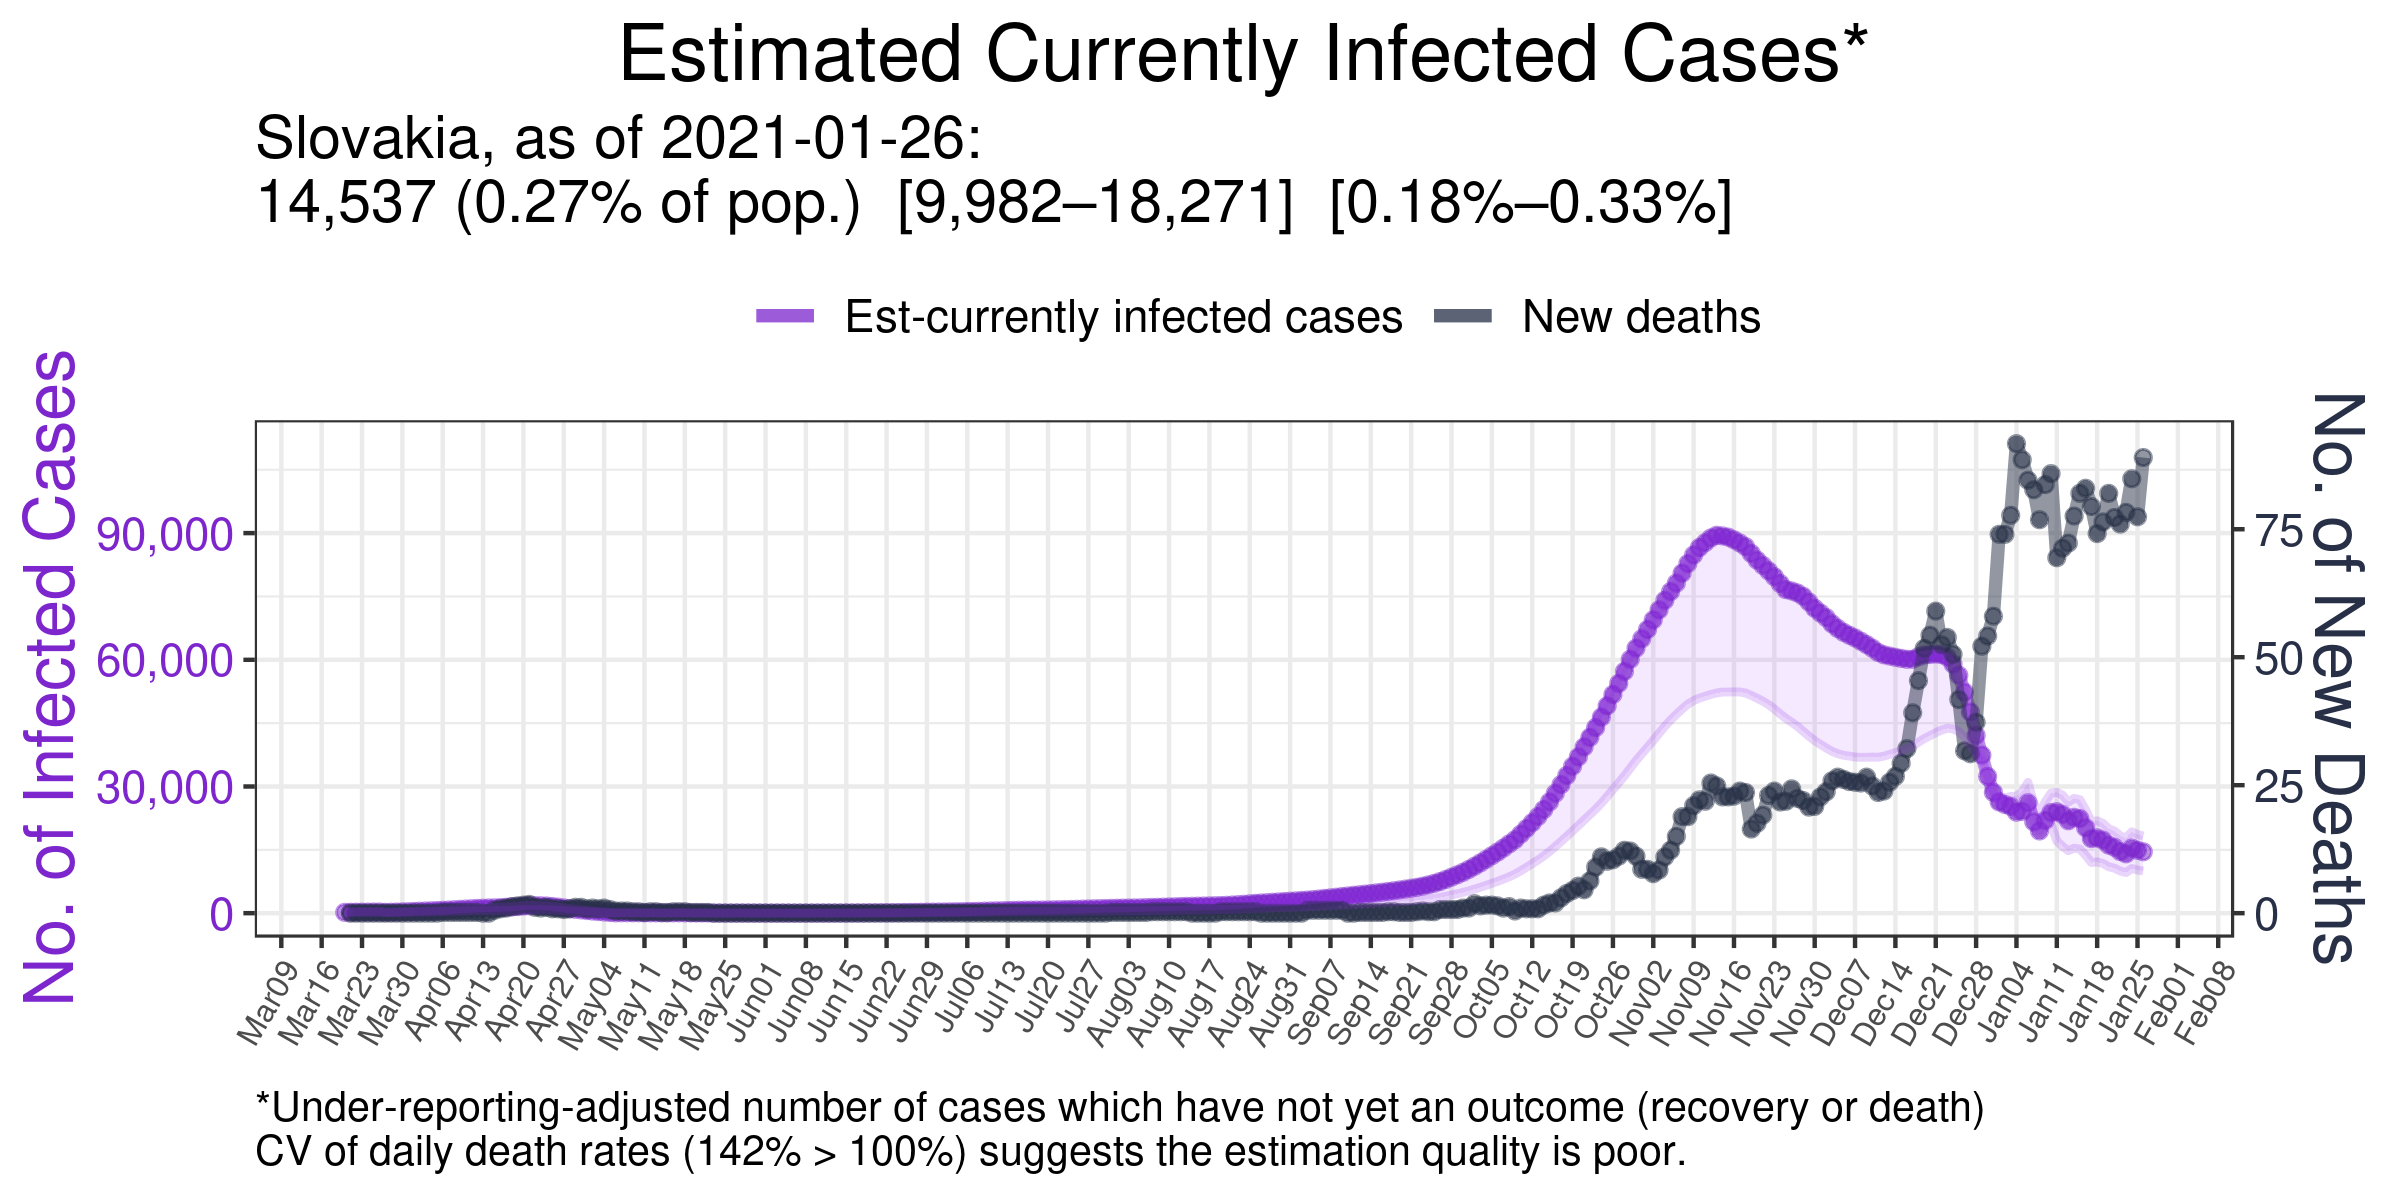 Estimated Currently Infected Cases*
Slovakia, as of 2021-01-26:
14,537 (0.27% of pop.) [9,982–18,271] [0.18%–0.33%]
Est-currently infected cases New deaths
No. of Infected Cases
90,000
60,000
30,000
0
75
50
25
0
No. of New Deaths
Mar09 Mar16 Mar23 Mar30 Apr06 Apr13 Apr20 Apr27 May04 May11 May18 May25 Jun01 Jun08 Jun15 Jun22 Jun29 Jul06 Jul13 Jul20 Jul27 Aug03 Aug10 Aug17 Aug24 Aug31 Sep07 Sep14 Sep21 Sep28 Oct05 Oct12 Oct19 Oct26 Nov02 Nov09 Nov16 Nov23 Nov30 Dec07 Dec14 Dec21 Dec28 Jan04 Jan11 Jan18 Jan25 Feb01 Feb08
*Under-reporting-adjusted number of cases which have not yet an outcome (recovery or death)
CV of daily death rates (142% > 100%) suggests the estimation quality is poor.